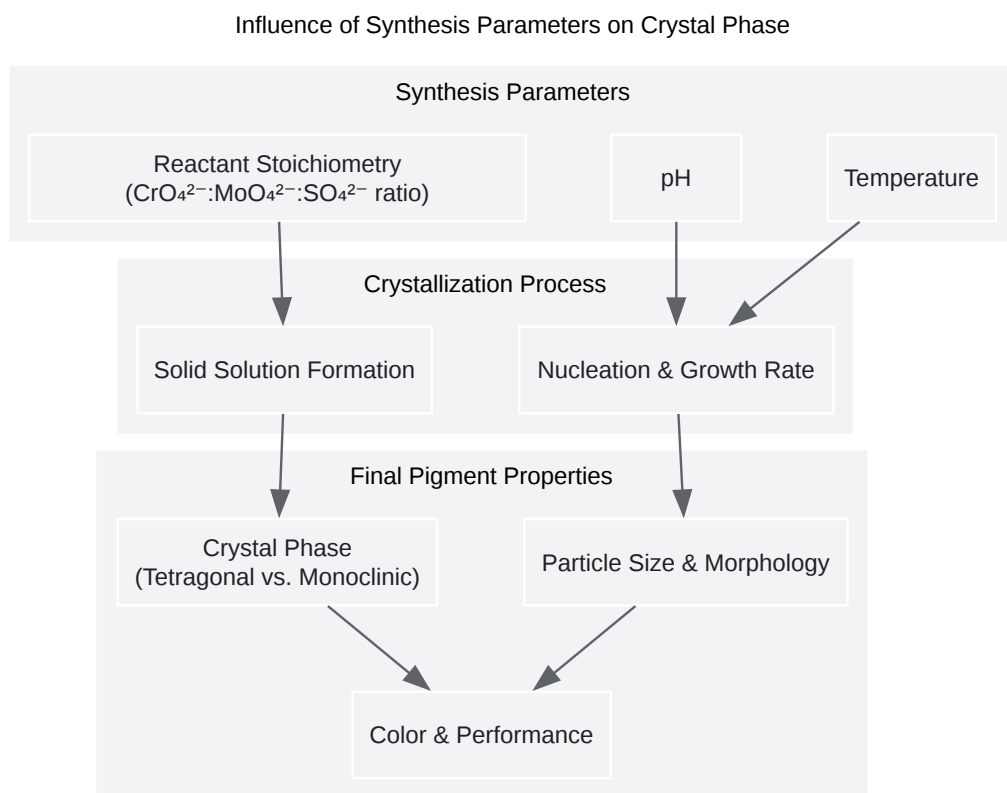 Influence of Synthesis Parameters on Crystal Phase
Synthesis Parameters
Reactant Stoichiometry
(CrO₄²⁻:MoO₄²⁻:SO₄²⁻ ratio)
pH
Temperature
Crystallization Process
Solid Solution Formation
Nucleation & Growth Rate
Final Pigment Properties
Crystal Phase
(Tetragonal vs. Monoclinic)
Particle Size & Morphology
Color & Performance